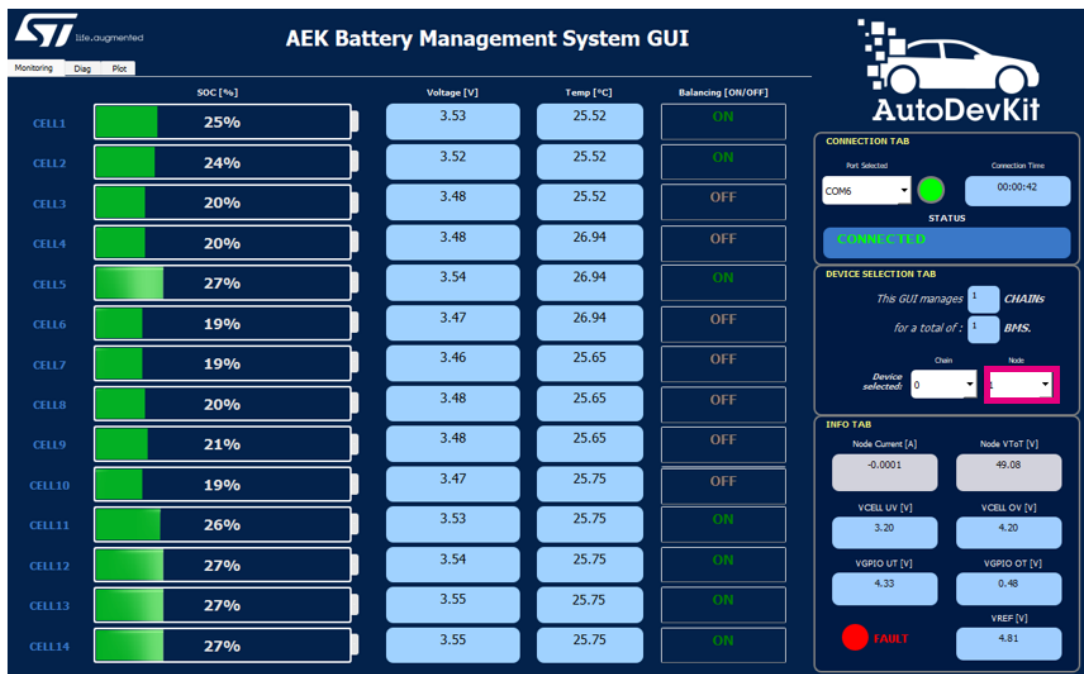 ST life.augmented
AEK Battery Management System GUI
AutoDevKit
Monitoring Diag Plot
SOC [%] Voltage [V] Temp [°C] Balancing [ON/OFF]
CELL1 25% 3.53 25.52 ON
CELL2 24% 3.52 25.52 ON
CELL3 20% 3.48 25.52 OFF
CELL4 20% 3.48 26.94 OFF
CELL5 27% 3.54 26.94 ON
CELL6 19% 3.47 26.94 OFF
CELL7 19% 3.46 25.65 OFF
CELL8 20% 3.48 25.65 OFF
CELL9 21% 3.48 25.65 OFF
CELL10 19% 3.47 25.75 OFF
CELL11 26% 3.53 25.75 ON
CELL12 27% 3.54 25.75 ON
CELL13 27% 3.55 25.75 ON
CELL14 27% 3.55 25.75 ON
CONNECTION TAB
Port Selected Connection Time
COM6 00:00:42
STATUS
CONNECTED
DEVICE SELECTION TAB
This GUI manages 1 CHAINs
for a total of : 1 BMS.
Chain Node
Device selected: 0 1
INFO TAB
Node Current [A] Node VToT [V]
-0.0001 49.08
VCELL UV [V] VCELL OV [V]
3.20 4.20
VGPIO UT [V] VGPIO OT [V]
4.33 0.48
VREF [V]
FAULT 4.81